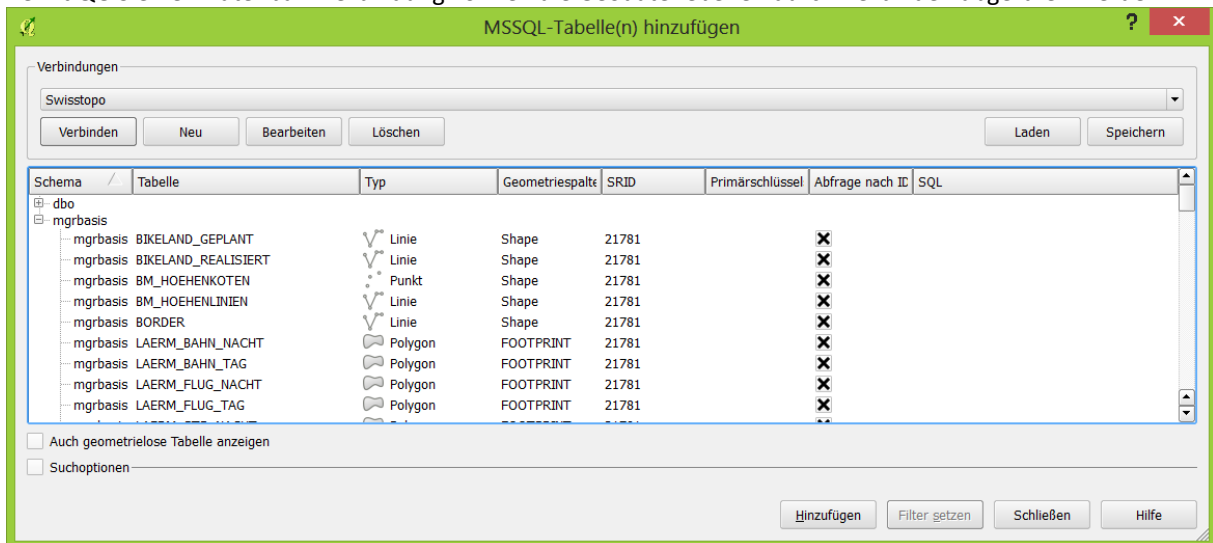 MSSQL-Tabelle(n) hinzufügen
Verbindungen
Swisstopo
Verbinden Neu Bearbeiten Löschen Laden Speichern
Schema Tabelle Typ Geometriespalte SRID Primärschlüssel Abfrage nach ID SQL
dbo
mgrbasis
mgrbasis BIKELAND_GEPLANT Linie Shape 21781
mgrbasis BIKELAND_REALISIERT Linie Shape 21781
mgrbasis BM_HOEHENKOTEN Punkt Shape 21781
mgrbasis BM_HOEHENLINIEN Linie Shape 21781
mgrbasis BORDER Linie Shape 21781
mgrbasis LAERM_BAHN_NACHT Polygon FOOTPRINT 21781
mgrbasis LAERM_BAHN_TAG Polygon FOOTPRINT 21781
mgrbasis LAERM_FLUG_NACHT Polygon FOOTPRINT 21781
mgrbasis LAERM_FLUG_TAG Polygon FOOTPRINT 21781
Auch geometrielose Tabelle anzeigen
Suchoptionen
Hinzufügen Filter setzen Schließen Hilfe